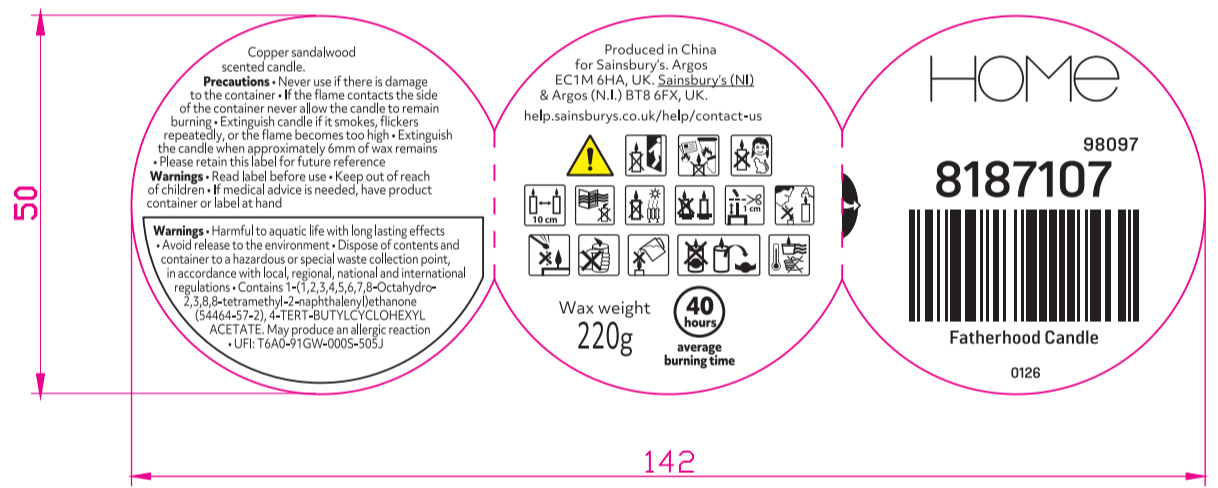 Copper sandalwood
scented candle.
Precautions • Never use if there is damage
to the container • If the flame contacts the side
of the container never allow the candle to remain
burning • Extinguish candle if it smokes, flickers
repeatedly, or the flame becomes too high • Extinguish
the candle when approximately 6mm of wax remains
• Please retain this label for future reference
Warnings • Read label before use • Keep out of reach
of children • If medical advice is needed, have product
container or label at hand
Warnings • Harmful to aquatic life with long lasting effects
• Avoid release to the environment • Dispose of contents and
container to a hazardous or special waste collection point,
in accordance with local, regional, national and international
regulations • Contains 1-(1,2,3,4,5,6,7,8-Octahydro-
2,3,8,8-tetramethyl-2-naphthalenyl)ethanone
(54464-57-2), 4-TERT-BUTYLCYCLOHEXYL
ACETATE. May produce an allergic reaction
• UFI: T6A0-91GW-000S-505J
Produced in China
for Sainsbury's. Argos
EC1M 6HA, UK. Sainsbury's (NI)
& Argos (N.I.) BT8 6FX, UK.
help.sainsburys.co.uk/help/contact-us
10 cm
1 cm
Wax weight
220g
40
hours
average
burning time
HOME
98097
8187107
Fatherhood Candle
0126
50
142